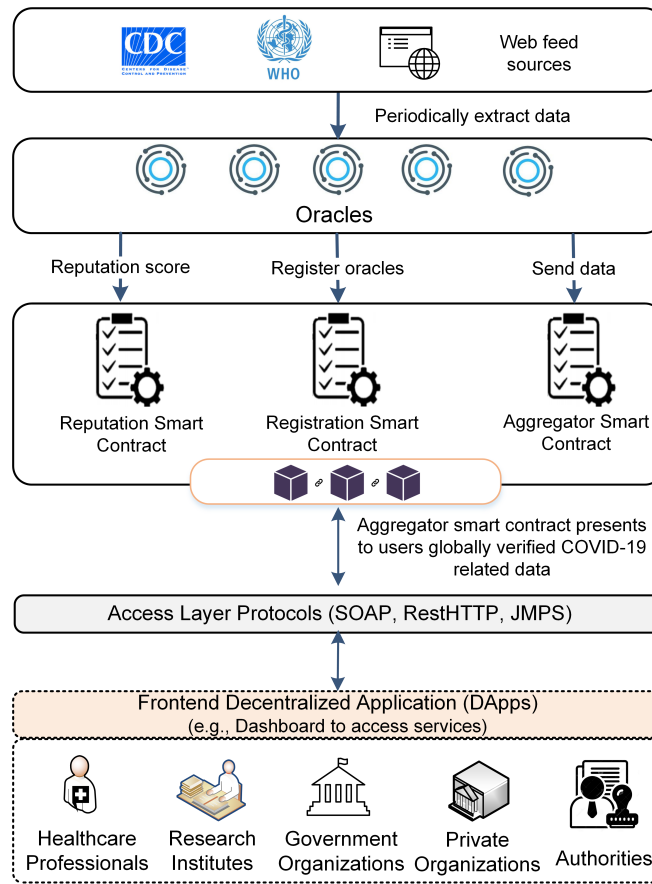 CDC
CENTERS FOR DISEASE
CONTROL AND PREVENTION
WHO
Web feed
sources
Periodically extract data
Oracles
Reputation score
Register oracles
Send data
Reputation Smart
Contract
Registration Smart
Contract
Aggregator Smart
Contract
Aggregator smart contract presents
to users globally verified COVID-19
related data
Access Layer Protocols (SOAP, RestHTTP, JMPS)
Frontend Decentralized Application (DApps)
(e.g., Dashboard to access services)
Healthcare
Professionals
Research
Institutes
Government
Organizations
Private
Organizations
Authorities